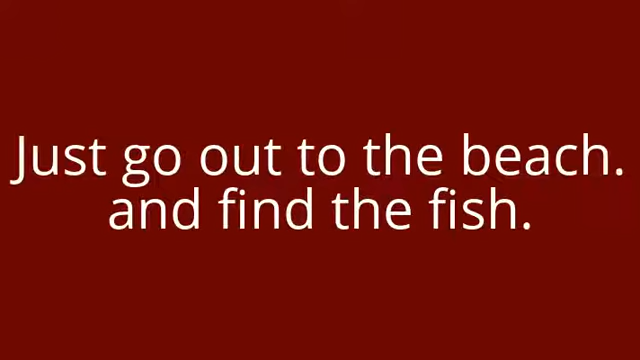 Just go out to the beach.
and find the fish.